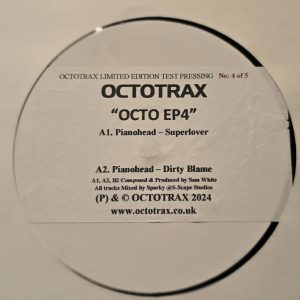 OCTOTRAX LIMITED EDITION TEST PRESSING No: 4 of 5
OCTOTRAX
"OCTO EP4"
A1. Pianohead – Superlover
A2. Pianohead – Dirty Blame
A1, A2, B2 Composed & Produced by Sam White
All tracks Mixed by Sparky @S-Scape Studios
(P) & © OCTOTRAX 2024
www.octotrax.co.uk